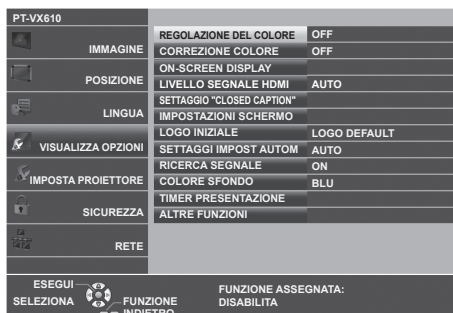 PT-VX610
IMMAGINE
POSIZIONE
LINGUA
VISUALIZZA OPZIONI
IMPOSTA PROIETTORE
SICUREZZA
RETE
REGOLAZIONE DEL COLORE OFF
CORREZIONE COLORE OFF
ON-SCREEN DISPLAY
LIVELLO SEGNALE HDMI AUTO
SETTAGGIO "CLOSED CAPTION"
IMPOSTAZIONI SCHERMO
LOGO INIZIALE LOGO DEFAULT
SETTAGGI IMPOST AUTOM AUTO
RICERCA SEGNALE ON
COLORE SFONDO BLU
TIMER PRESENTAZIONE
ALTRE FUNZIONI
ESEGUI
SELEZIONA
FUNZIONE
INDIETRO
FUNZIONE ASSEGNATA:
DISABILITA